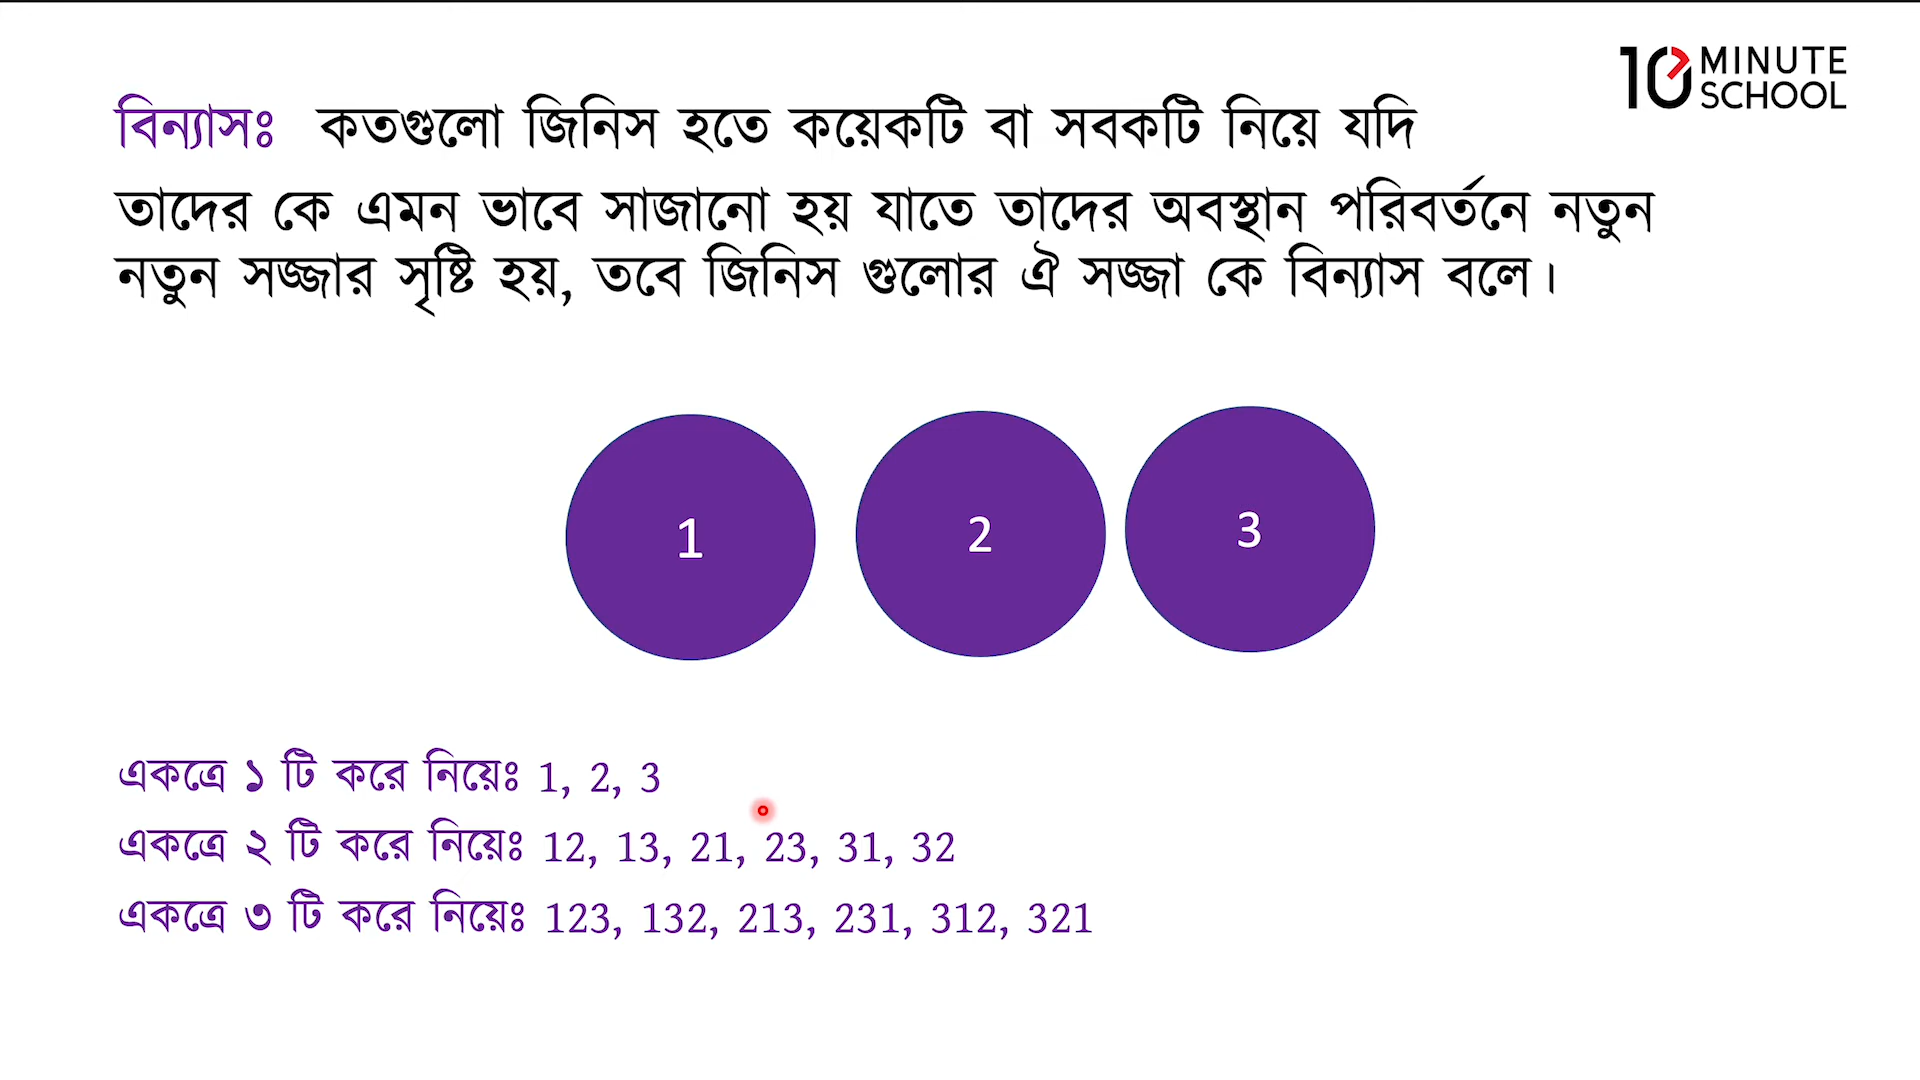 10 MINUTE SCHOOL
বিন্যাসঃ কতগুলো জিনিস হতে কয়েকটি বা সবকটি নিয়ে যদি
তাদের কে এমন ভাবে সাজানো হয় যাতে তাদের অবস্থান পরিবর্তনে নতুন
নতুন সজ্জার সৃষ্টি হয়, তবে জিনিস গুলোর ঐ সজ্জা কে বিন্যাস বলে।
1 2 3
একত্রে ১ টি করে নিয়েঃ 1, 2, 3
একত্রে ২ টি করে নিয়েঃ 12, 13, 21, 23, 31, 32
একত্রে ৩ টি করে নিয়েঃ 123, 132, 213, 231, 312, 321